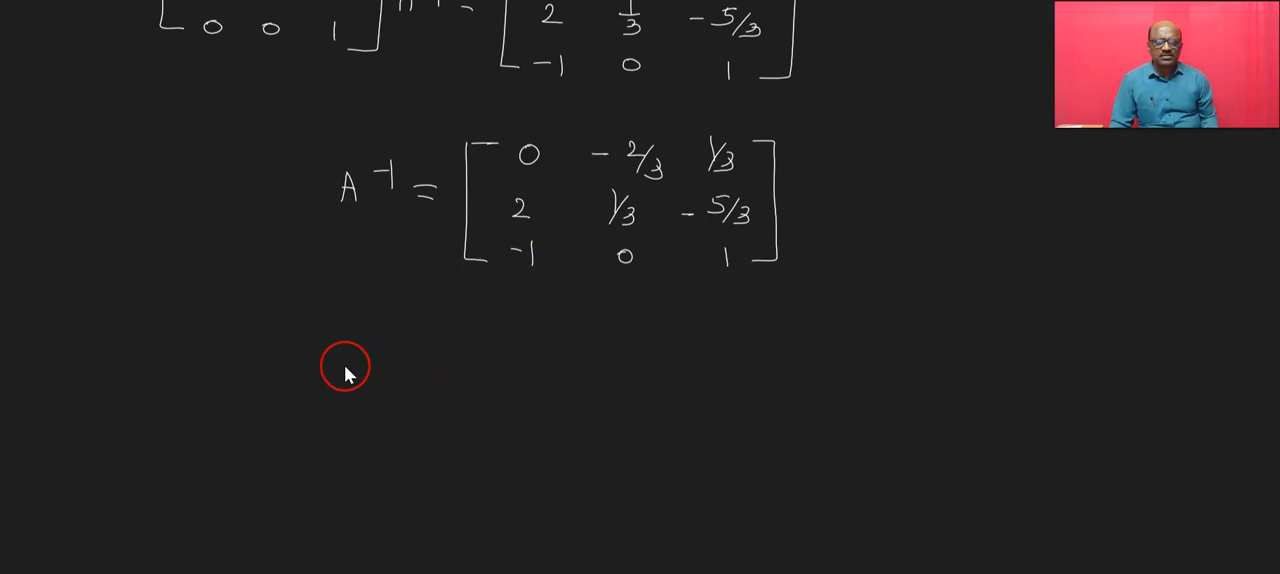 2 1/3 -5/3
0 0 1 ] =
-1 0 1
0 -2/3 1/3
A⁻¹ =
2 1/3 -5/3
-1 0 1